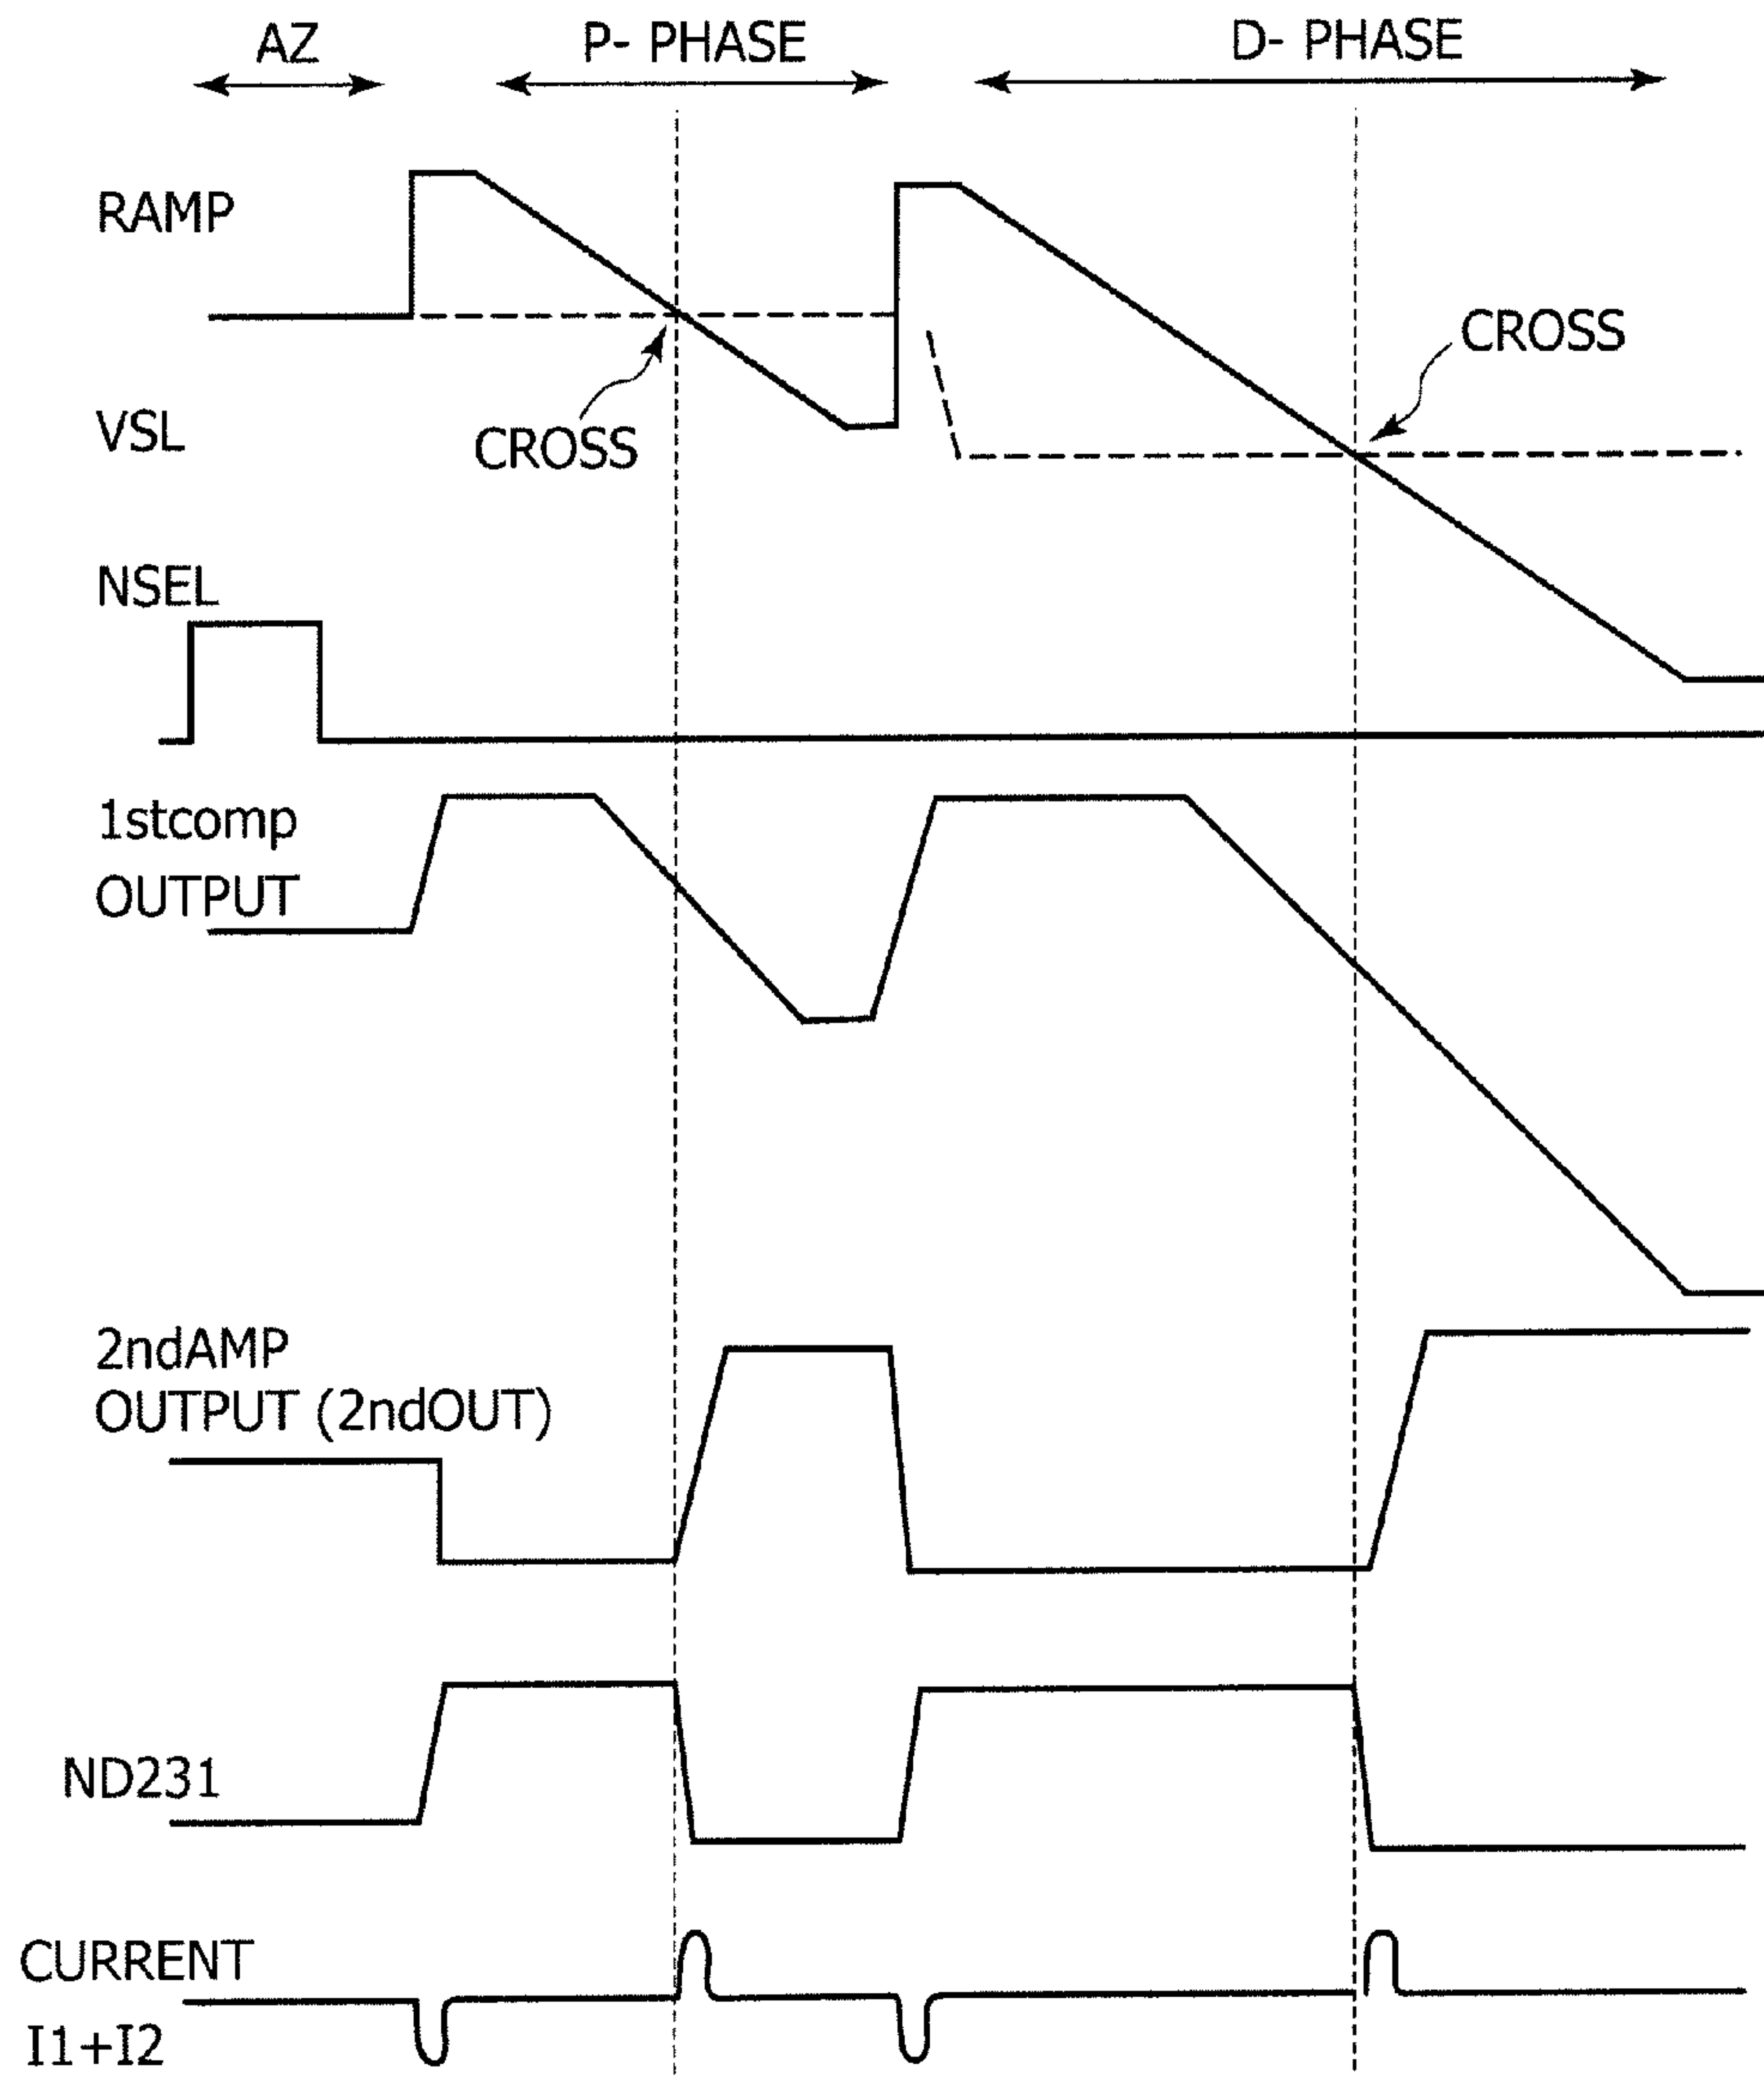 AZ
P- PHASE
D- PHASE
RAMP
CROSS
VSL
CROSS
NSEL
1stcomp
OUTPUT
2ndAMP
OUTPUT (2ndOUT)
ND231
CURRENT
I1+I2